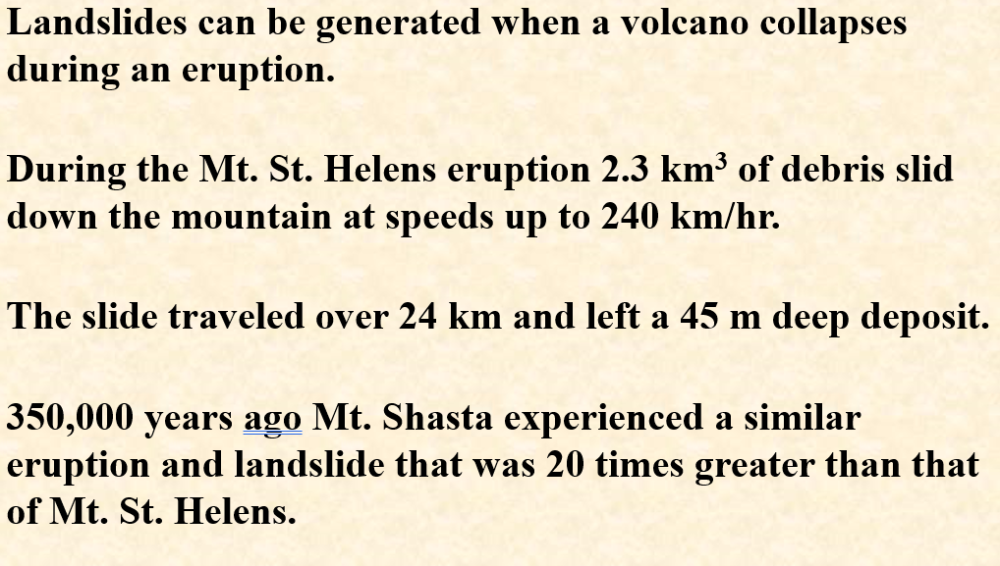 Landslides can be generated when a volcano collapses
during an eruption.
During the Mt. St. Helens eruption 2.3 km³ of debris slid
down the mountain at speeds up to 240 km/hr.
The slide traveled over 24 km and left a 45 m deep deposit.
350,000 years ago Mt. Shasta experienced a similar
eruption and landslide that was 20 times greater than that
of Mt. St. Helens.